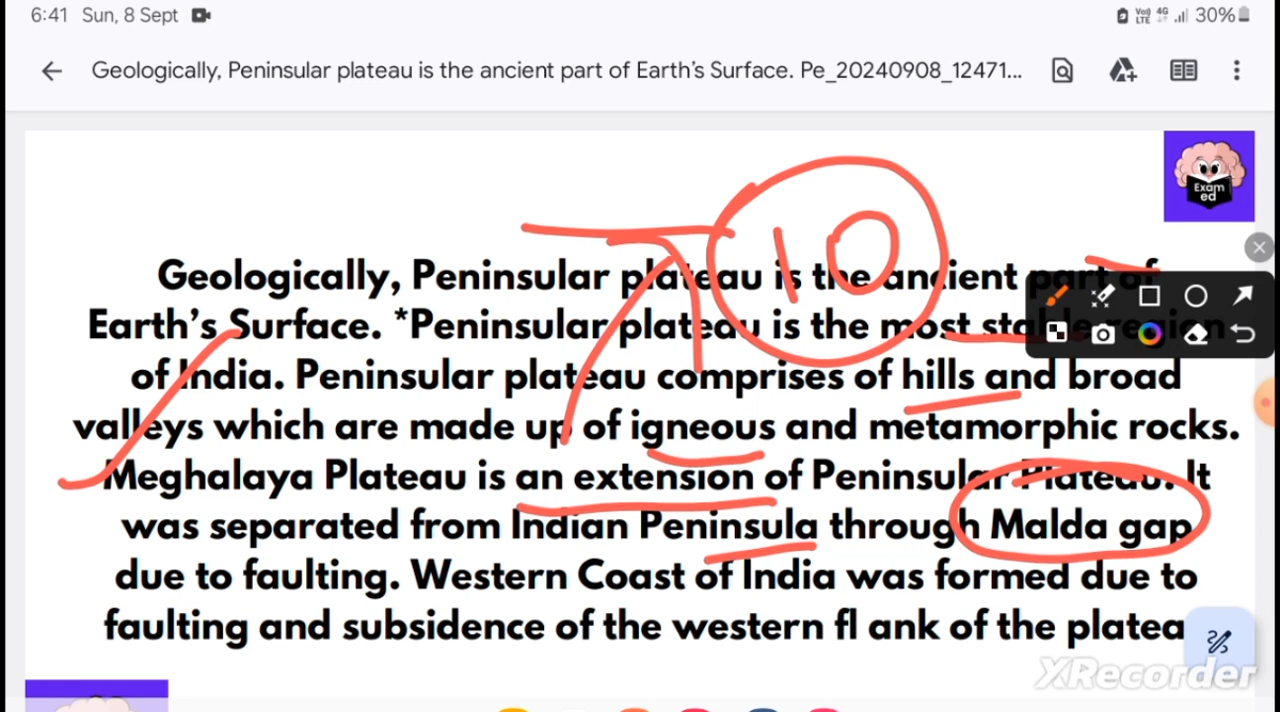 6:41 Sun, 8 Sept VoD LTE 4G 30%
Geologically, Peninsular plateau is the ancient part of Earth's Surface. Pe_20240908_12471...
Exam
ed
10
Geologically, Peninsular plateau is the ancient part of
Earth's Surface. *Peninsular plateau is the most stable region
of India. Peninsular plateau comprises of hills and broad
valleys which are made up of igneous and metamorphic rocks.
Meghalaya Plateau is an extension of Peninsular Plateau. It
was separated from Indian Peninsula through Malda gap
due to faulting. Western Coast of India was formed due to
faulting and subsidence of the western fl ank of the platea
XRecorder